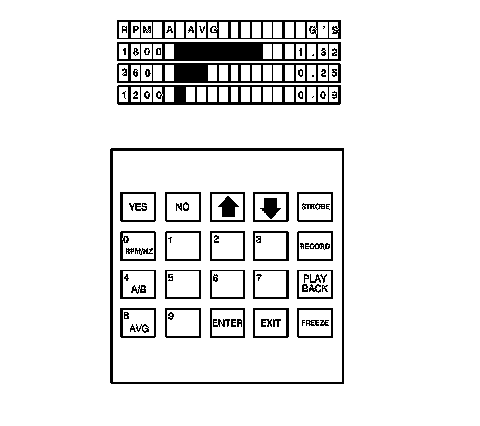 RPM A AVG G'S
1800 1.32
360 0.23
1200 0.09
YES NO STROBE
0 RPM/HZ 1 2 3 RECORD
4 A/B 5 6 7 PLAY BACK
8 AVG 9 ENTER EXIT FREEZE